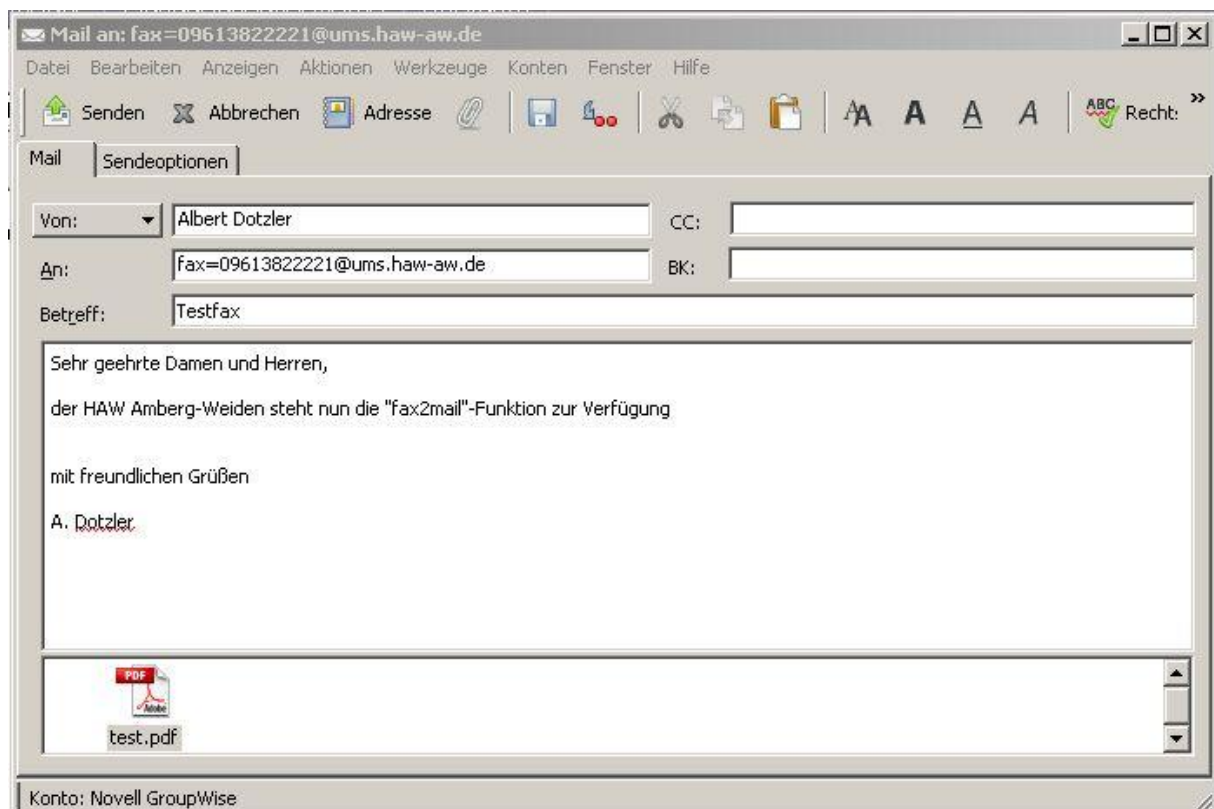 Mail an: fax=09613822221@ums.haw-aw.de
Datei Bearbeiten Anzeigen Aktionen Werkzeuge Konten Fenster Hilfe
Senden Abbrechen Adresse A A A A ABC Recht: »
Mail Sendeoptionen
Von: Albert Dotzler CC:
An: fax=09613822221@ums.haw-aw.de BK:
Betreff: Testfax
Sehr geehrte Damen und Herren,
der HAW Amberg-Weiden steht nun die "fax2mail"-Funktion zur Verfügung
mit freundlichen Grüßen
A. Dotzler
PDF
Adobe
test.pdf
Konto: Novell GroupWise